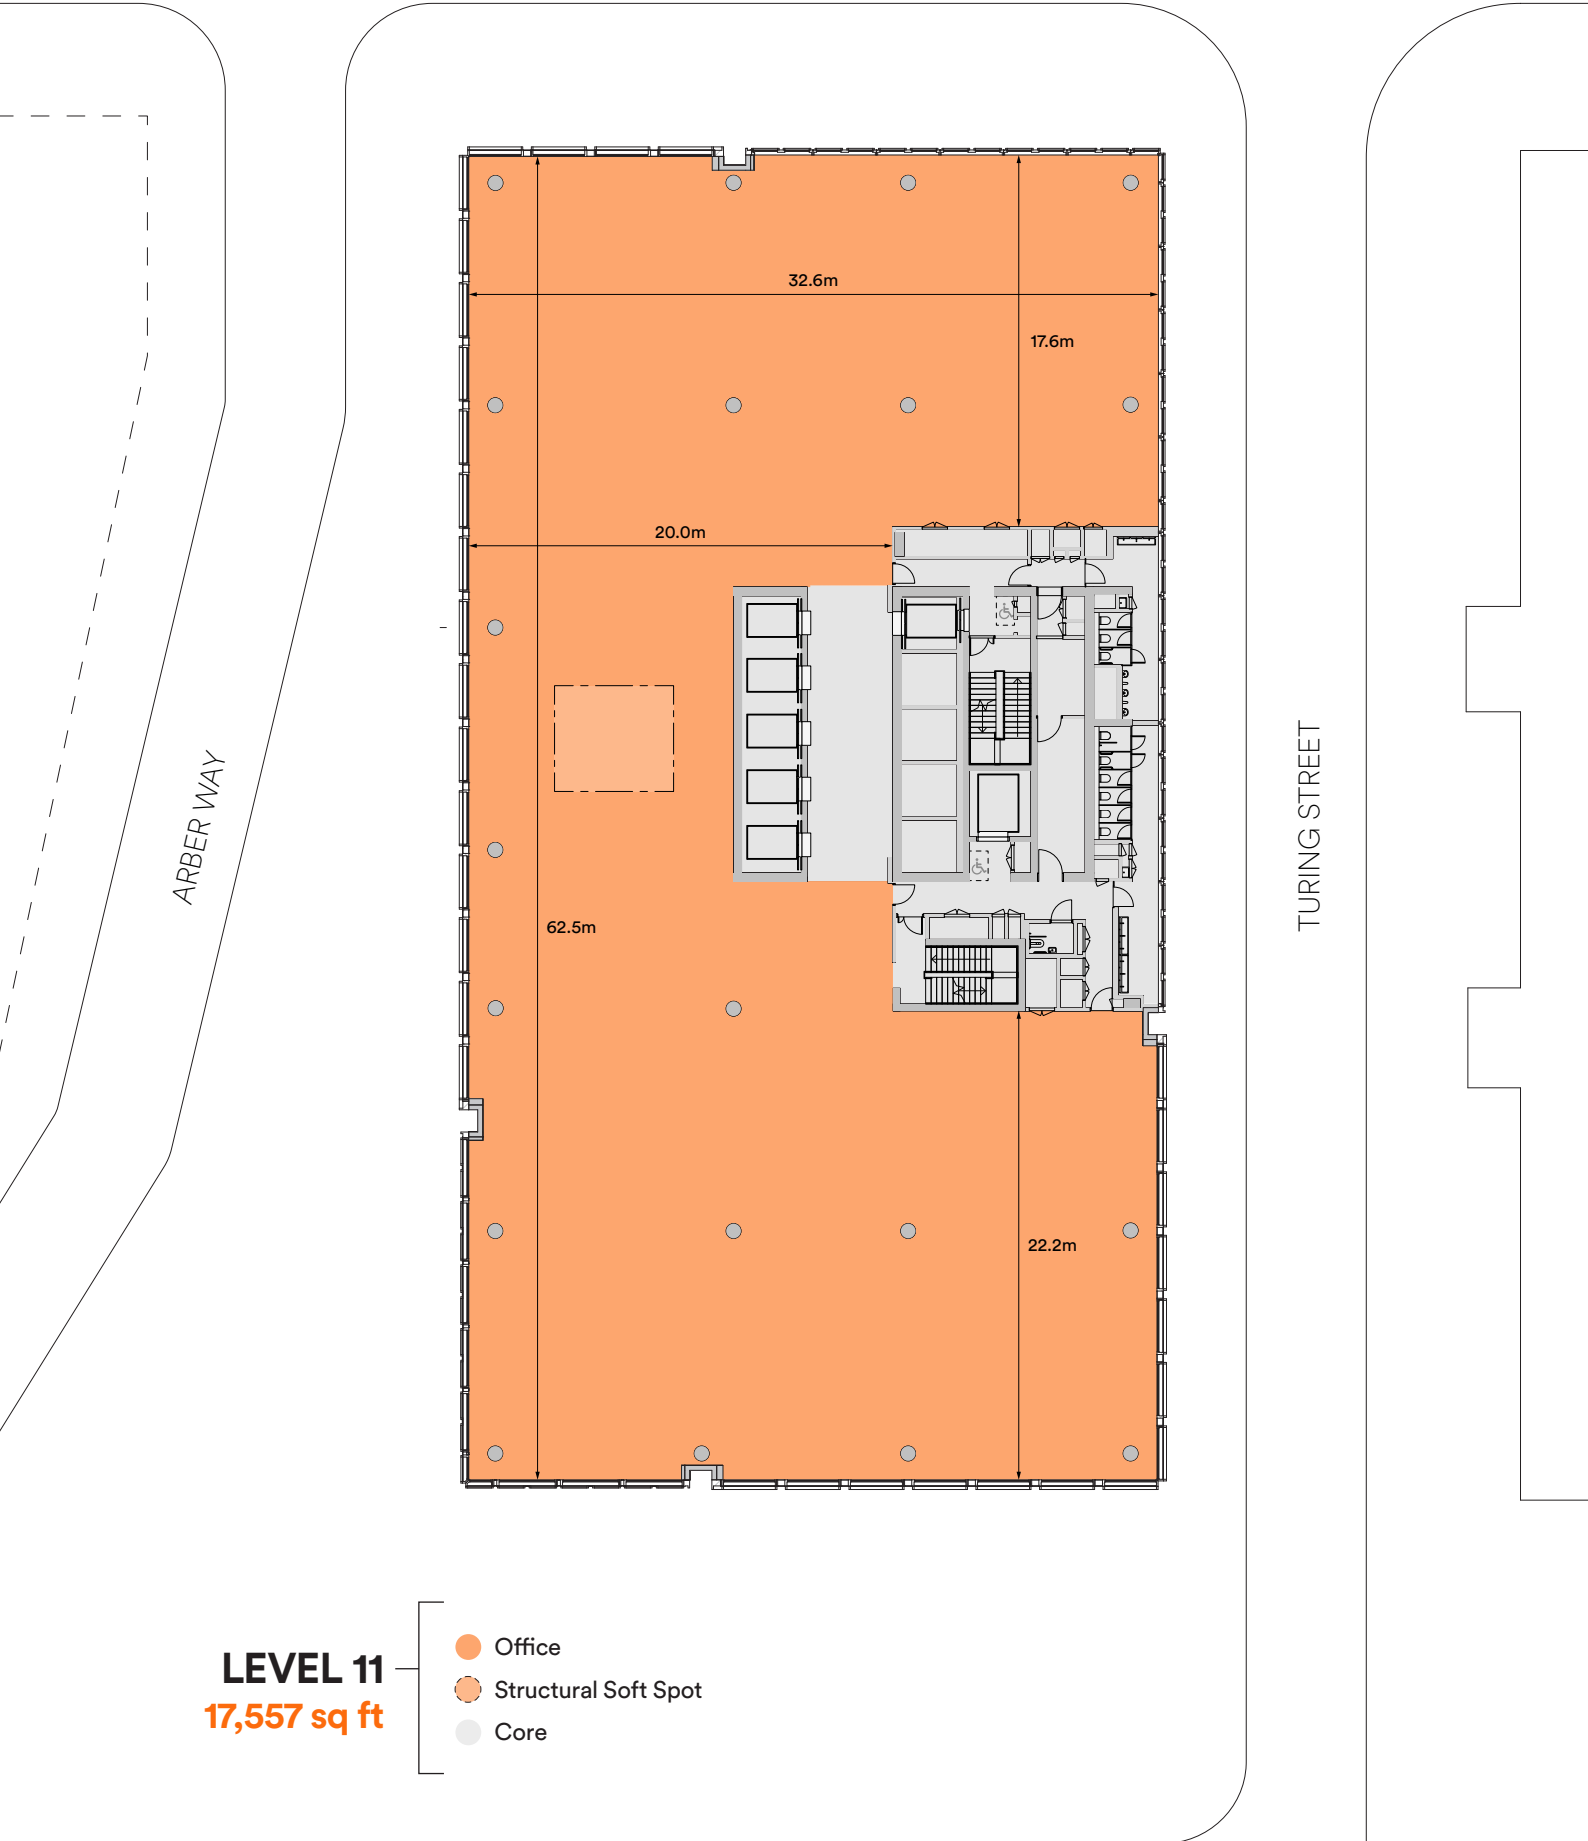 32.6m
17.6m
20.0m
ARBER WAY
TURING STREET
62.5m
22.2m
LEVEL 11
17,557 sq ft
Office
Structural Soft Spot
Core